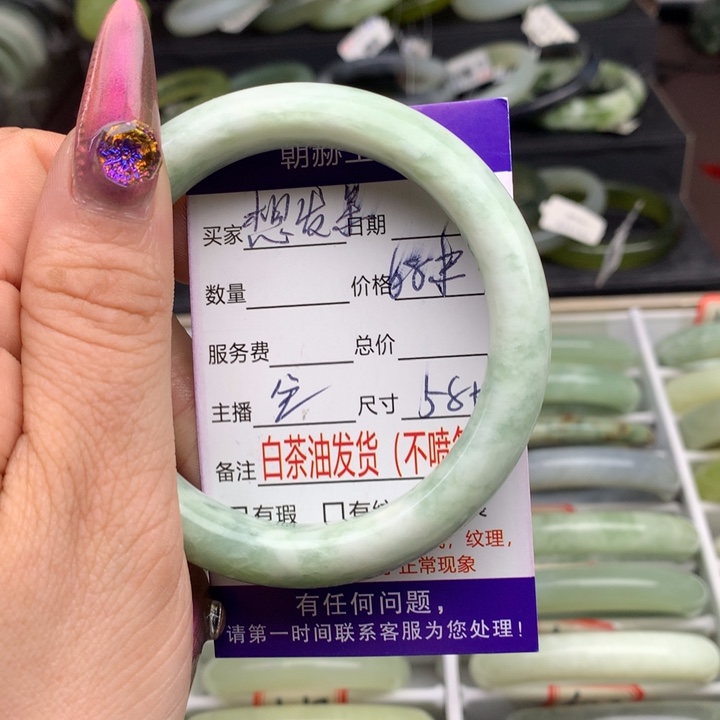 朝赫
买家 想发 日期
数量 价格 68
服务费 总价
主播 尺寸 58+
备注 白茶油发货（不喷
有瑕 口有纹
，纹理，
正常现象
有任何问题，
请第一时间联系客服为您处理！